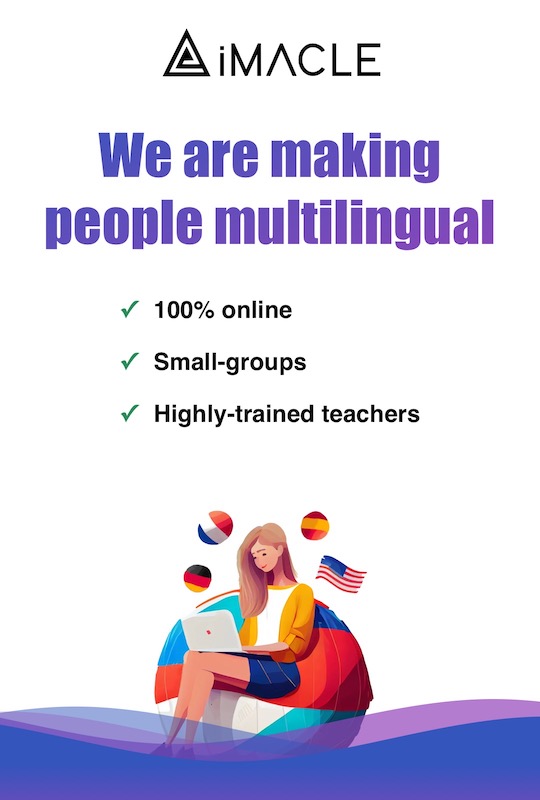 iMACLE
We are making
people multilingual
✓ 100% online
✓ Small-groups
✓ Highly-trained teachers